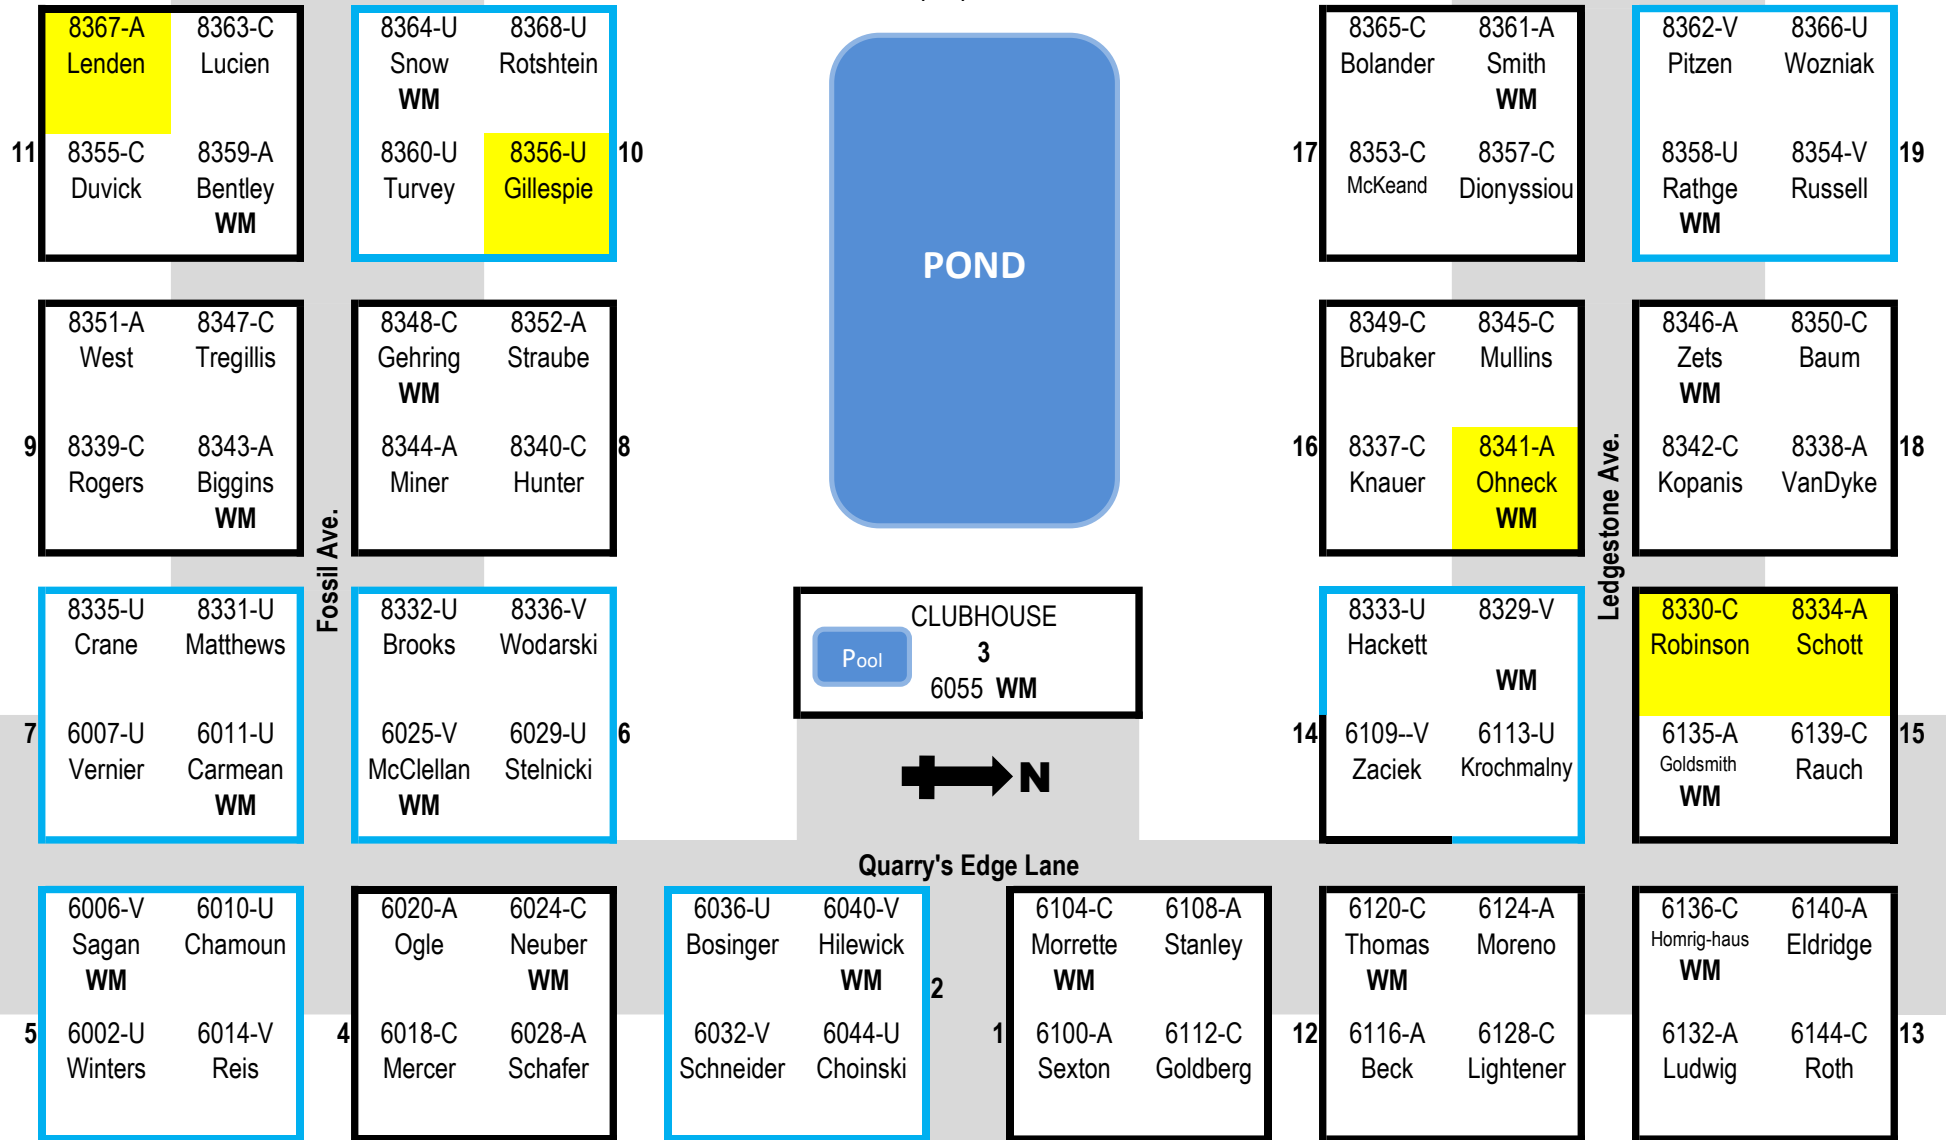 8367-A 8363-C 8364-U 8368-U 8365-C 8361-A 8362-V 8366-U
Lenden Lucien Snow Rotshtein Bolander Smith Pitzen Wozniak
WM WM
11 8355-C 8359-A 8360-U 8356-U 10 17 8353-C 8357-C 8358-U 8354-V 19
Duvick Bentley Turvey Gillespie McKeand Dionyssiou Rathge Russell
WM WM
POND
8351-A 8347-C 8348-C 8352-A 8349-C 8345-C 8346-A 8350-C
West Tregillis Gehring Straube Brubaker Mullins Zets Baum
WM WM
9 8339-C 8343-A 8344-A 8340-C 8 16 8337-C 8341-A 8342-C 8338-A 18
Rogers Biggins Miner Hunter Knauer Ohneck Kopanis VanDyke
WM WM
Fossil Ave.
Ledgestone Ave.
8335-U 8331-U 8332-U 8336-V CLUBHOUSE 8333-U 8329-V 8330-C 8334-A
Crane Matthews Brooks Wodarski Pool 3 Hackett Robinson Schott
6055 WM WM
7 6007-U 6011-U 6025-V 6029-U 6 14 6109--V 6113-U 6135-A 6139-C 15
Vernier Carmean McClellan Stelnicki Zaciek Krochmalny Goldsmith Rauch
N
WM WM WM
Quarry's Edge Lane
6006-V 6010-U 6020-A 6024-C 6036-U 6040-V 6104-C 6108-A 6120-C 6124-A 6136-C 6140-A
Sagan Chamoun Ogle Neuber Bosinger Hilewick Morrette Stanley Thomas Moreno Homrig-haus Eldridge
WM WM WM WM WM WM
2
5 6002-U 6014-V 4 6018-C 6028-A 6032-V 6044-U 1 6100-A 6112-C 12 6116-A 6128-C 6132-A 6144-C 13
Winters Reis Mercer Schafer Schneider Choinski Sexton Goldberg Beck Lightener Ludwig Roth